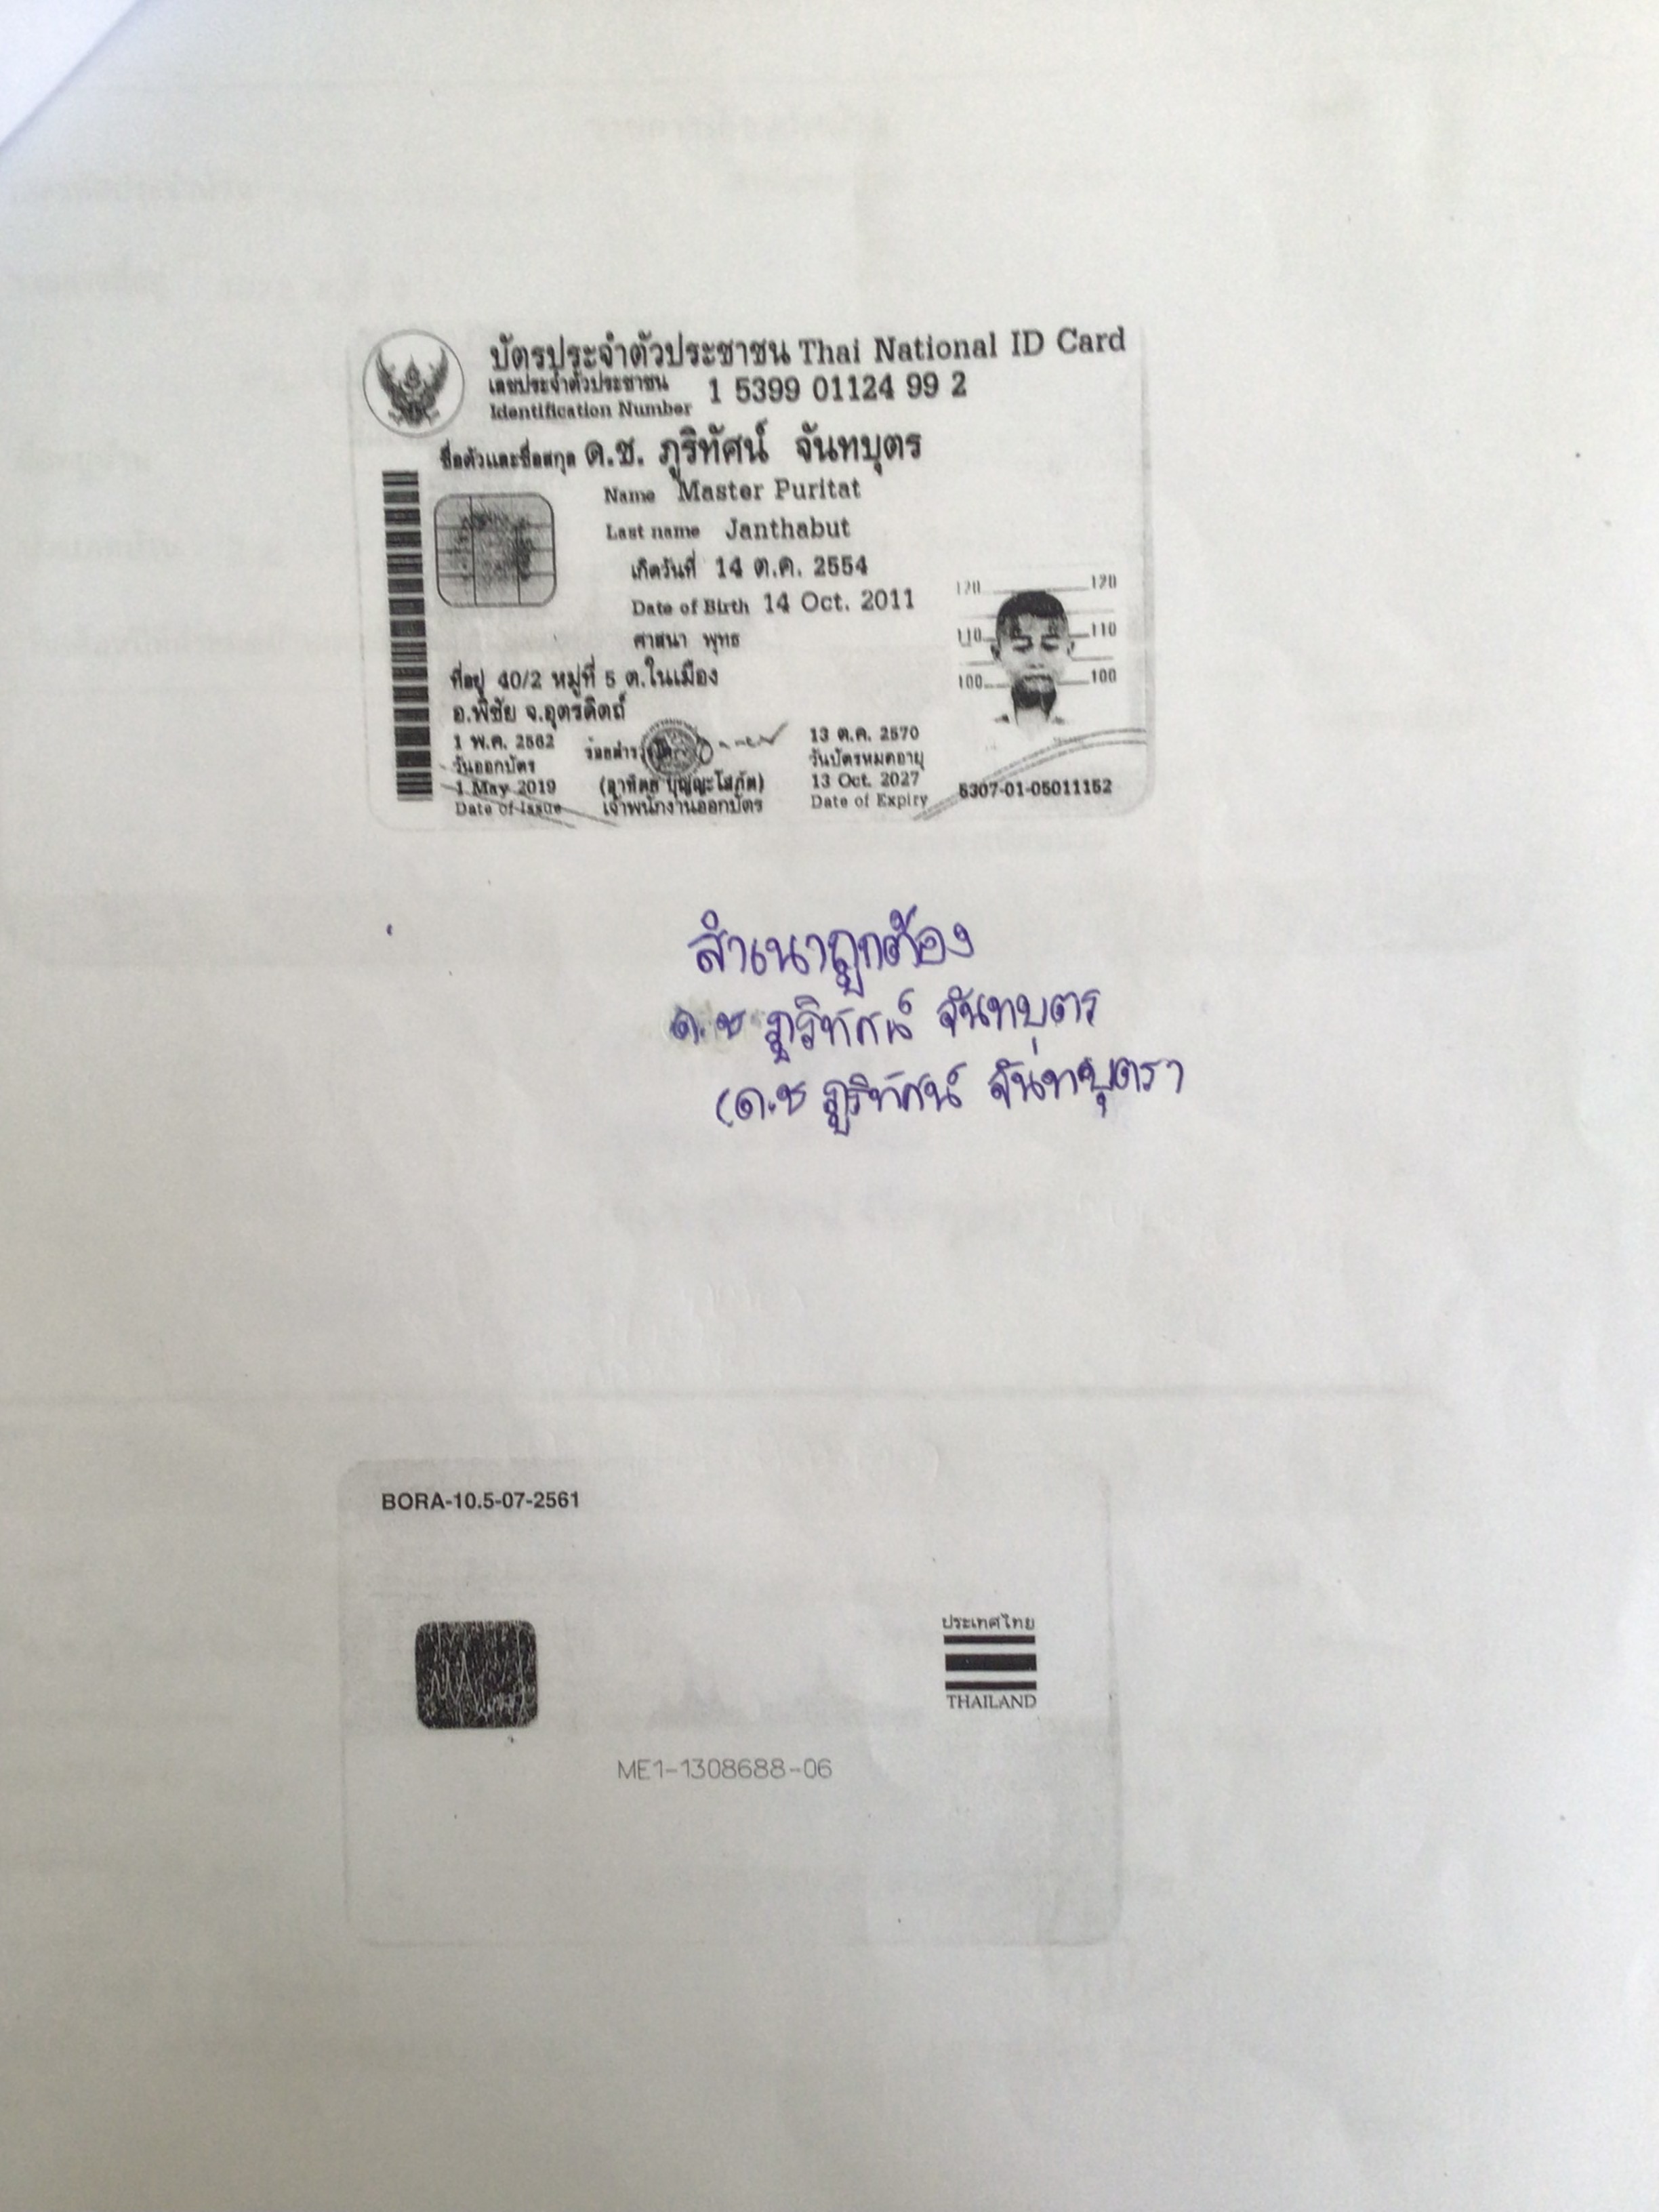 บัตรประจำตัวประชาชน Thai National ID Card
เลขประจำตัวประชาชน
Identification Number 1 5399 01124 99 2
ชื่อตัวและชื่อสกุล ด.ช. ภูริทัศน์ จันทบุตร
Name Master Puritat
Last name Janthabut
เกิดวันที่ 14 ต.ค. 2554
Date of Birth 14 Oct. 2011
ศาสนา พุทธ
ที่อยู่ 40/2 หมู่ที่ 5 ต.ในเมือง
อ.พิชัย จ.อุตรดิตถ์
120 120
110 110
100 100
1 พ.ค. 2562
วันออกบัตร
1 May 2019
Date of Issue
เจ้าพนักงานออกบัตร
13 ต.ค. 2570
วันบัตรหมดอายุ
13 Oct. 2027
Date of Expiry
5307-01-05011152
สำเนาถูกต้อง
ด.ช ภูริทัศน์ จันทบุตร
(ด.ช ภูริทัศน์ จันทบุตร)
BORA-10.5-07-2561
ประเทศไทย
THAILAND
ME1-1308688-06